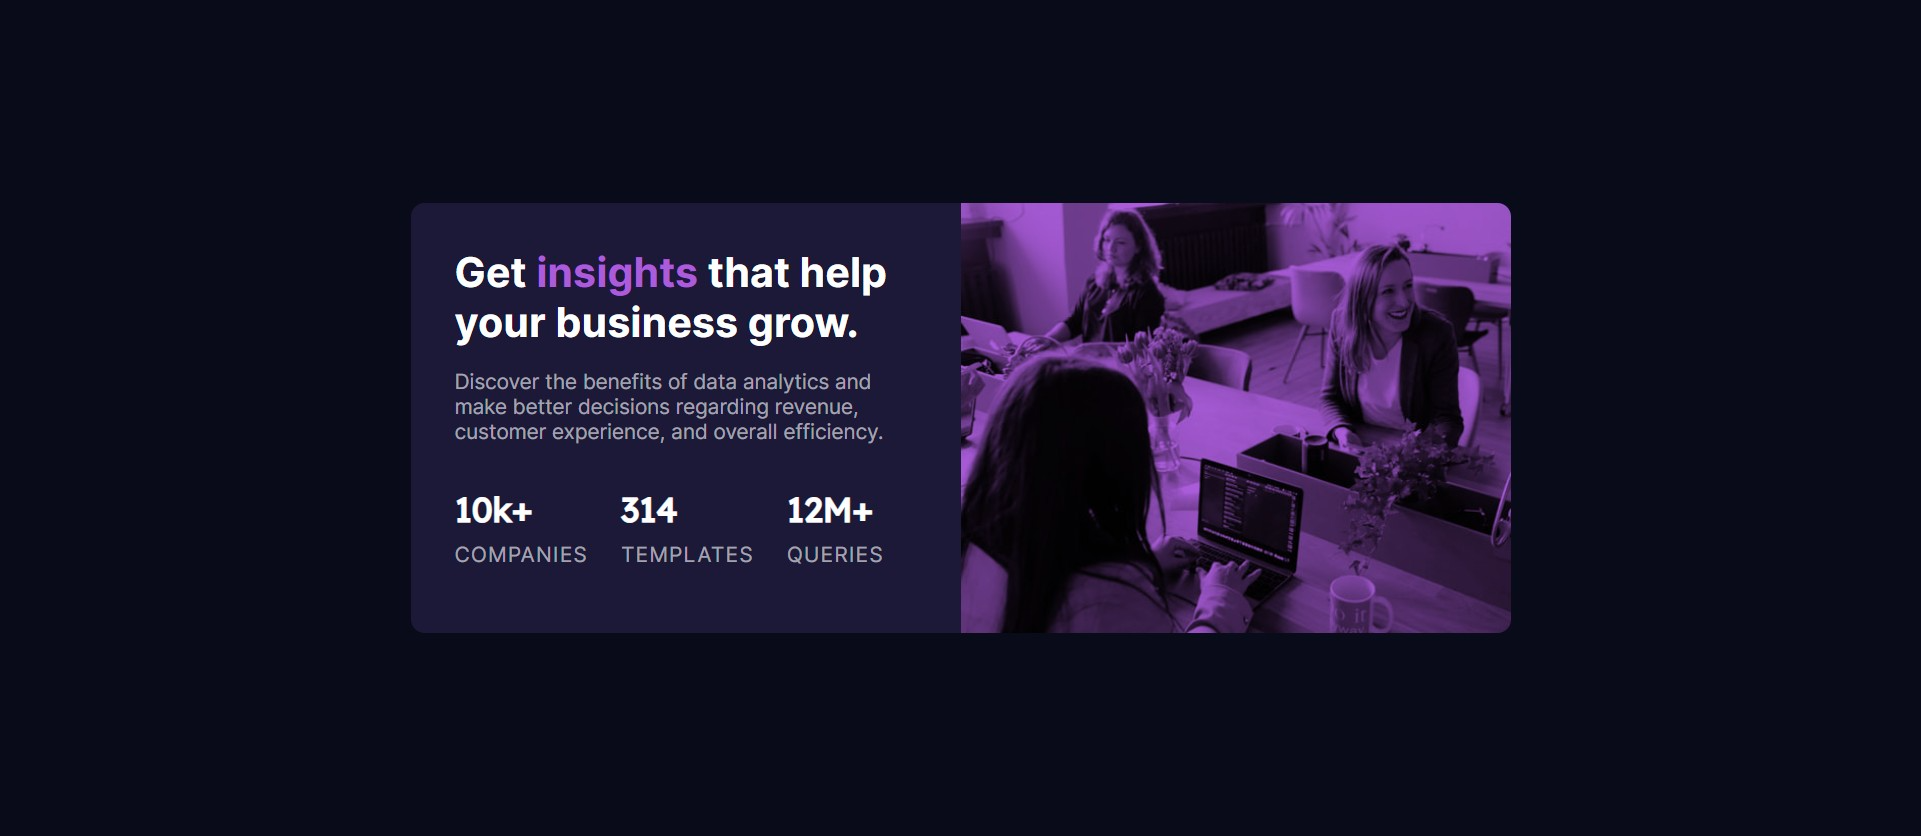 Get insights that help
your business grow.
Discover the benefits of data analytics and
make better decisions regarding revenue,
customer experience, and overall efficiency.
10k+ 314 12M+
COMPANIES TEMPLATES QUERIES